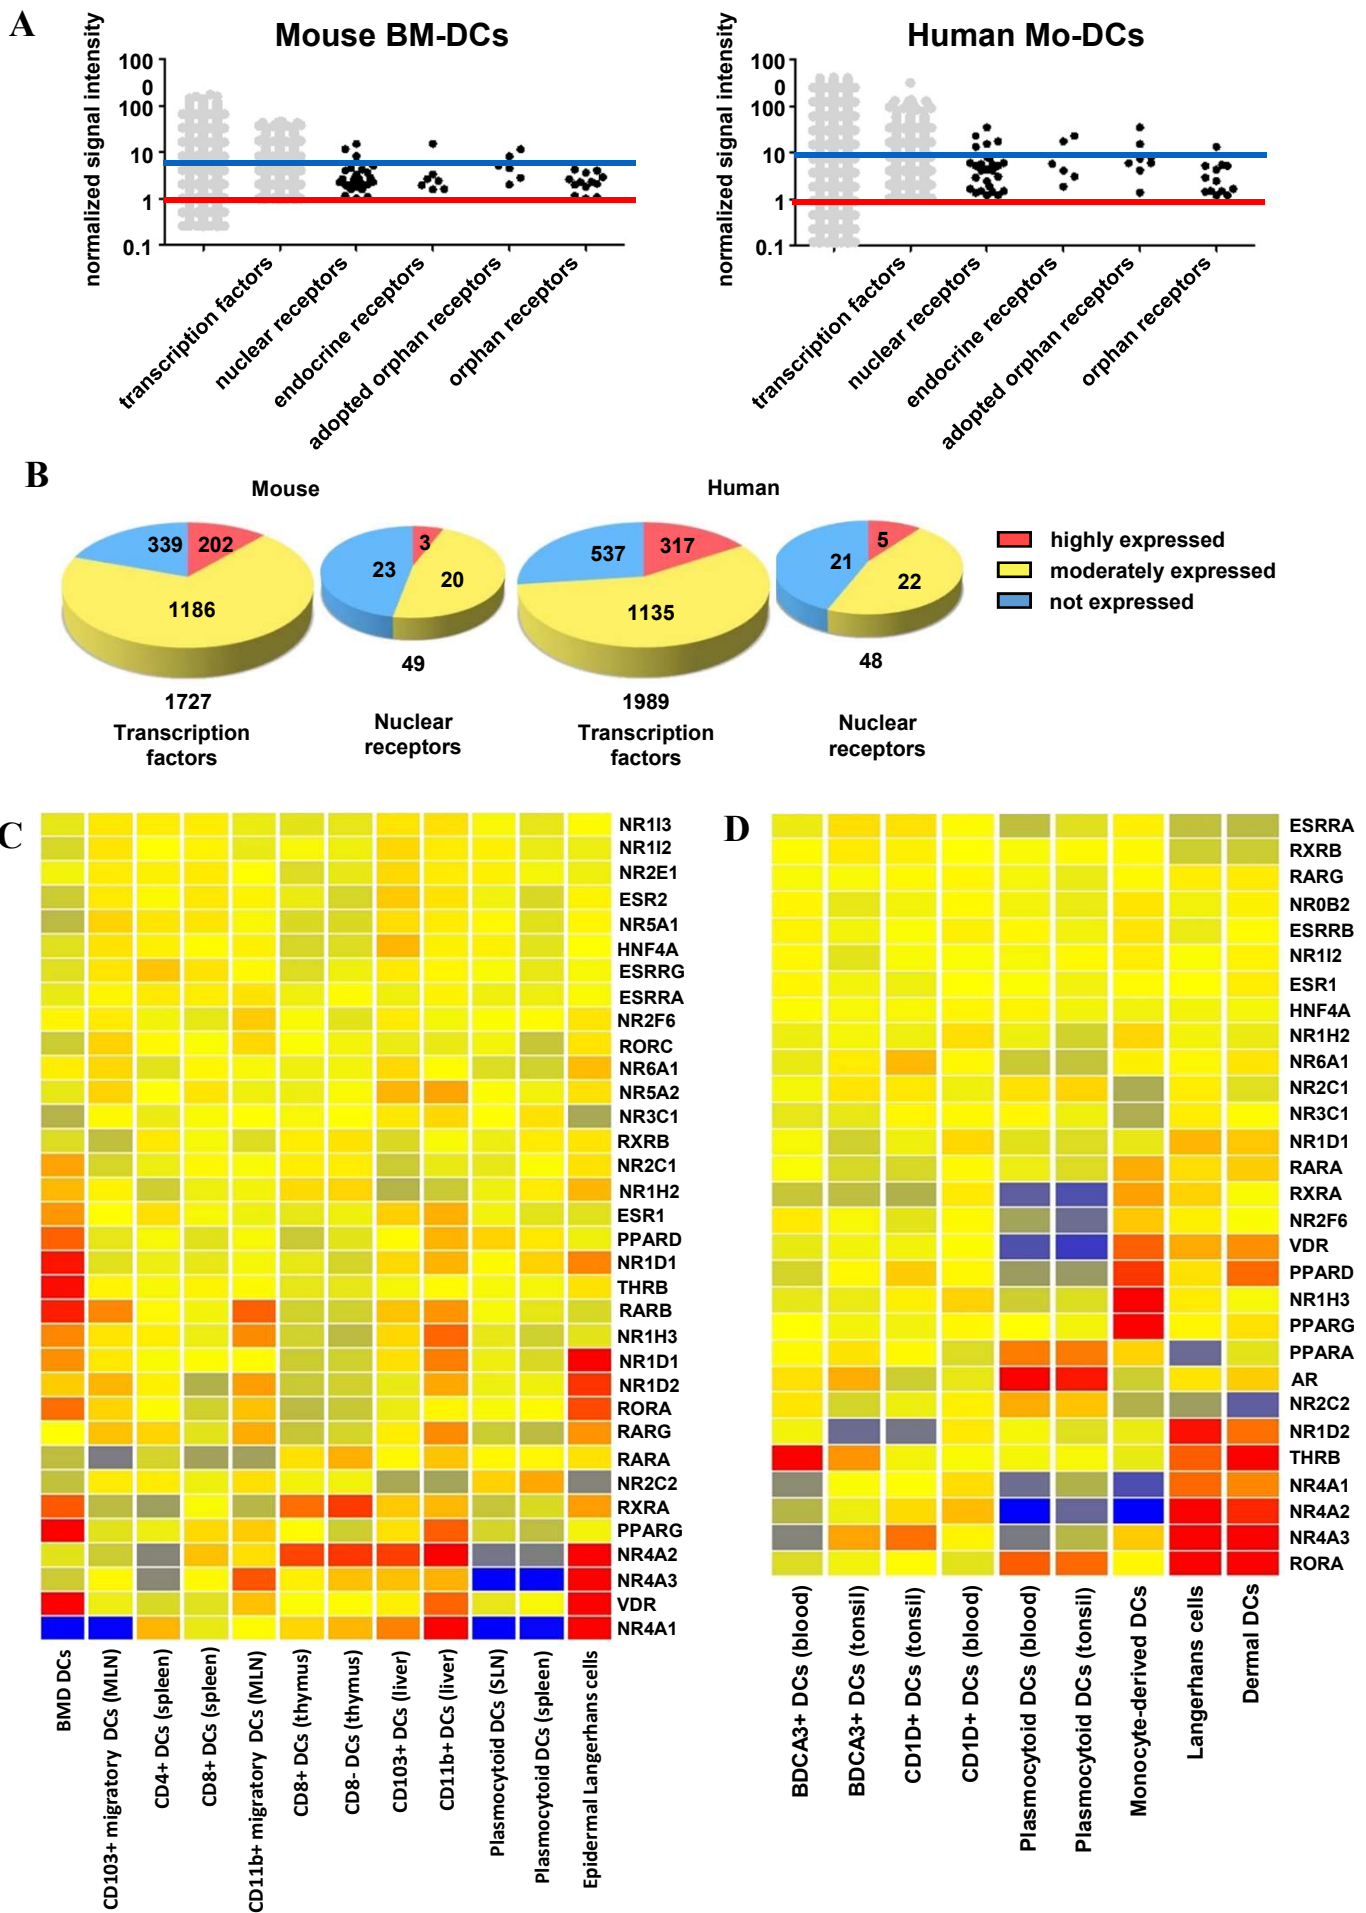 A
Mouse BM-DCs
normalized signal intensity
100
0
100
10
1
0.1
transcription factors
nuclear receptors
endocrine receptors
adopted orphan receptors
orphan receptors
Human Mo-DCs
normalized signal intensity
100
0
100
10
1
0.1
transcription factors
nuclear receptors
endocrine receptors
adopted orphan receptors
orphan receptors
B
Mouse
Human
339
202
1186
1727
Transcription
factors
3
23
20
49
Nuclear
receptors
537
317
1135
1989
Transcription
factors
5
21
22
48
Nuclear
receptors
highly expressed
moderately expressed
not expressed
C
NR1I3
NR1I2
NR2E1
ESR2
NR5A1
HNF4A
ESRRG
ESRRA
NR2F6
RORC
NR6A1
NR5A2
NR3C1
RXRB
NR2C1
NR1H2
ESR1
PPARD
NR1D1
THRB
RARB
NR1H3
NR1D1
NR1D2
RORA
RARG
RARA
NR2C2
RXRA
PPARG
NR4A2
NR4A3
VDR
NR4A1
BMD DCs
CD103+ migratory DCs (MLN)
CD4+ DCs (spleen)
CD8+ DCs (spleen)
CD11b+ migratory DCs (MLN)
CD8+ DCs (thymus)
CD8- DCs (thymus)
CD103+ DCs (liver)
CD11b+ DCs (liver)
Plasmocytoid DCs (SLN)
Plasmocytoid DCs (spleen)
Epidermal Langerhans cells
D
ESRRA
RXRB
RARG
NR0B2
ESRRB
NR1I2
ESR1
HNF4A
NR1H2
NR6A1
NR2C1
NR3C1
NR1D1
RARA
RXRA
NR2F6
VDR
PPARD
NR1H3
PPARG
PPARA
AR
NR2C2
NR1D2
THRB
NR4A1
NR4A2
NR4A3
RORA
BDCA3+ DCs (blood)
BDCA3+ DCs (tonsil)
CD1D+ DCs (tonsil)
CD1D+ DCs (blood)
Plasmocytoid DCs (blood)
Plasmocytoid DCs (tonsil)
Monocyte-derived DCs
Langerhans cells
Dermal DCs